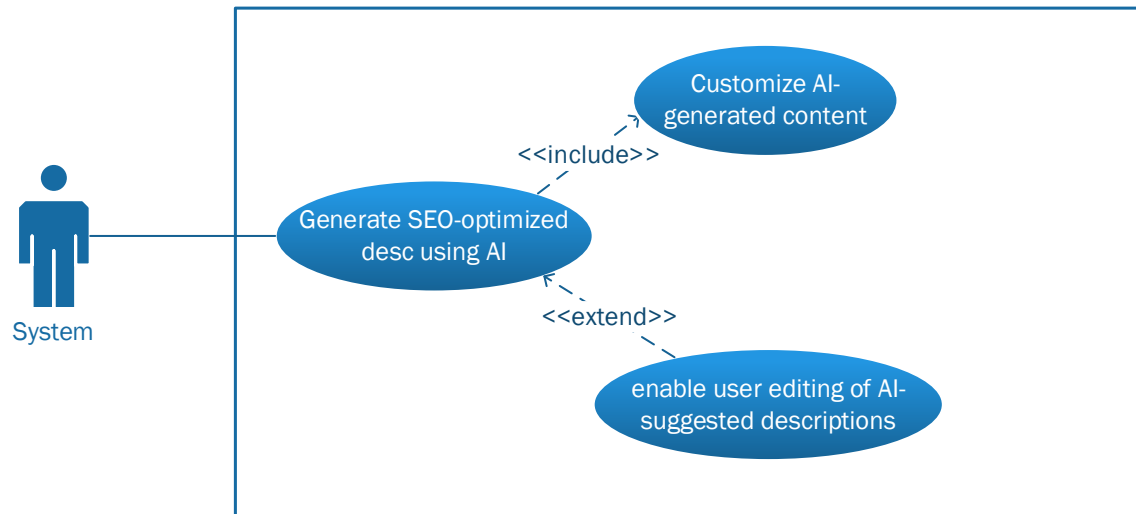 Customize AI-
generated content
<<include>>
Generate SEO-optimized
desc using AI
System
<<extend>>
enable user editing of AI-
suggested descriptions